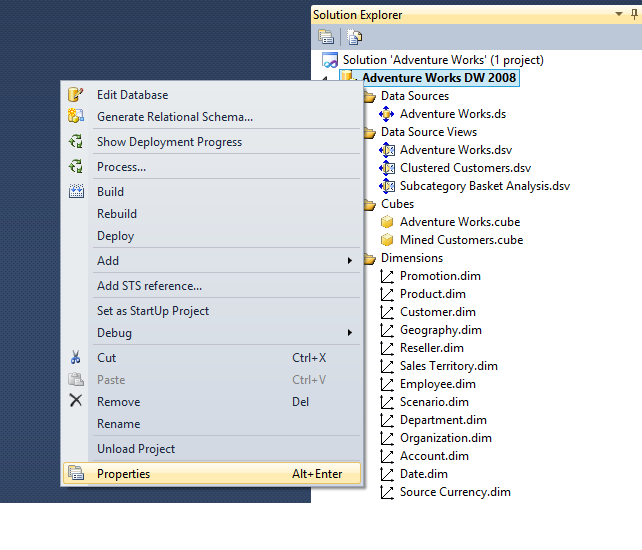 Solution Explorer
Solution 'Adventure Works' (1 project)
Adventure Works DW 2008
Data Sources
Adventure Works.ds
Data Source Views
Adventure Works.dsv
Clustered Customers.dsv
Subcategory Basket Analysis.dsv
Cubes
Adventure Works.cube
Mined Customers.cube
Dimensions
Promotion.dim
Product.dim
Customer.dim
Geography.dim
Reseller.dim
Sales Territory.dim
Employee.dim
Scenario.dim
Department.dim
Organization.dim
Account.dim
Date.dim
Source Currency.dim
Edit Database
Generate Relational Schema...
Show Deployment Progress
Process...
Build
Rebuild
Deploy
Add
Add STS reference...
Set as StartUp Project
Debug
Cut Ctrl+X
Paste Ctrl+V
Remove Del
Rename
Unload Project
Properties Alt+Enter